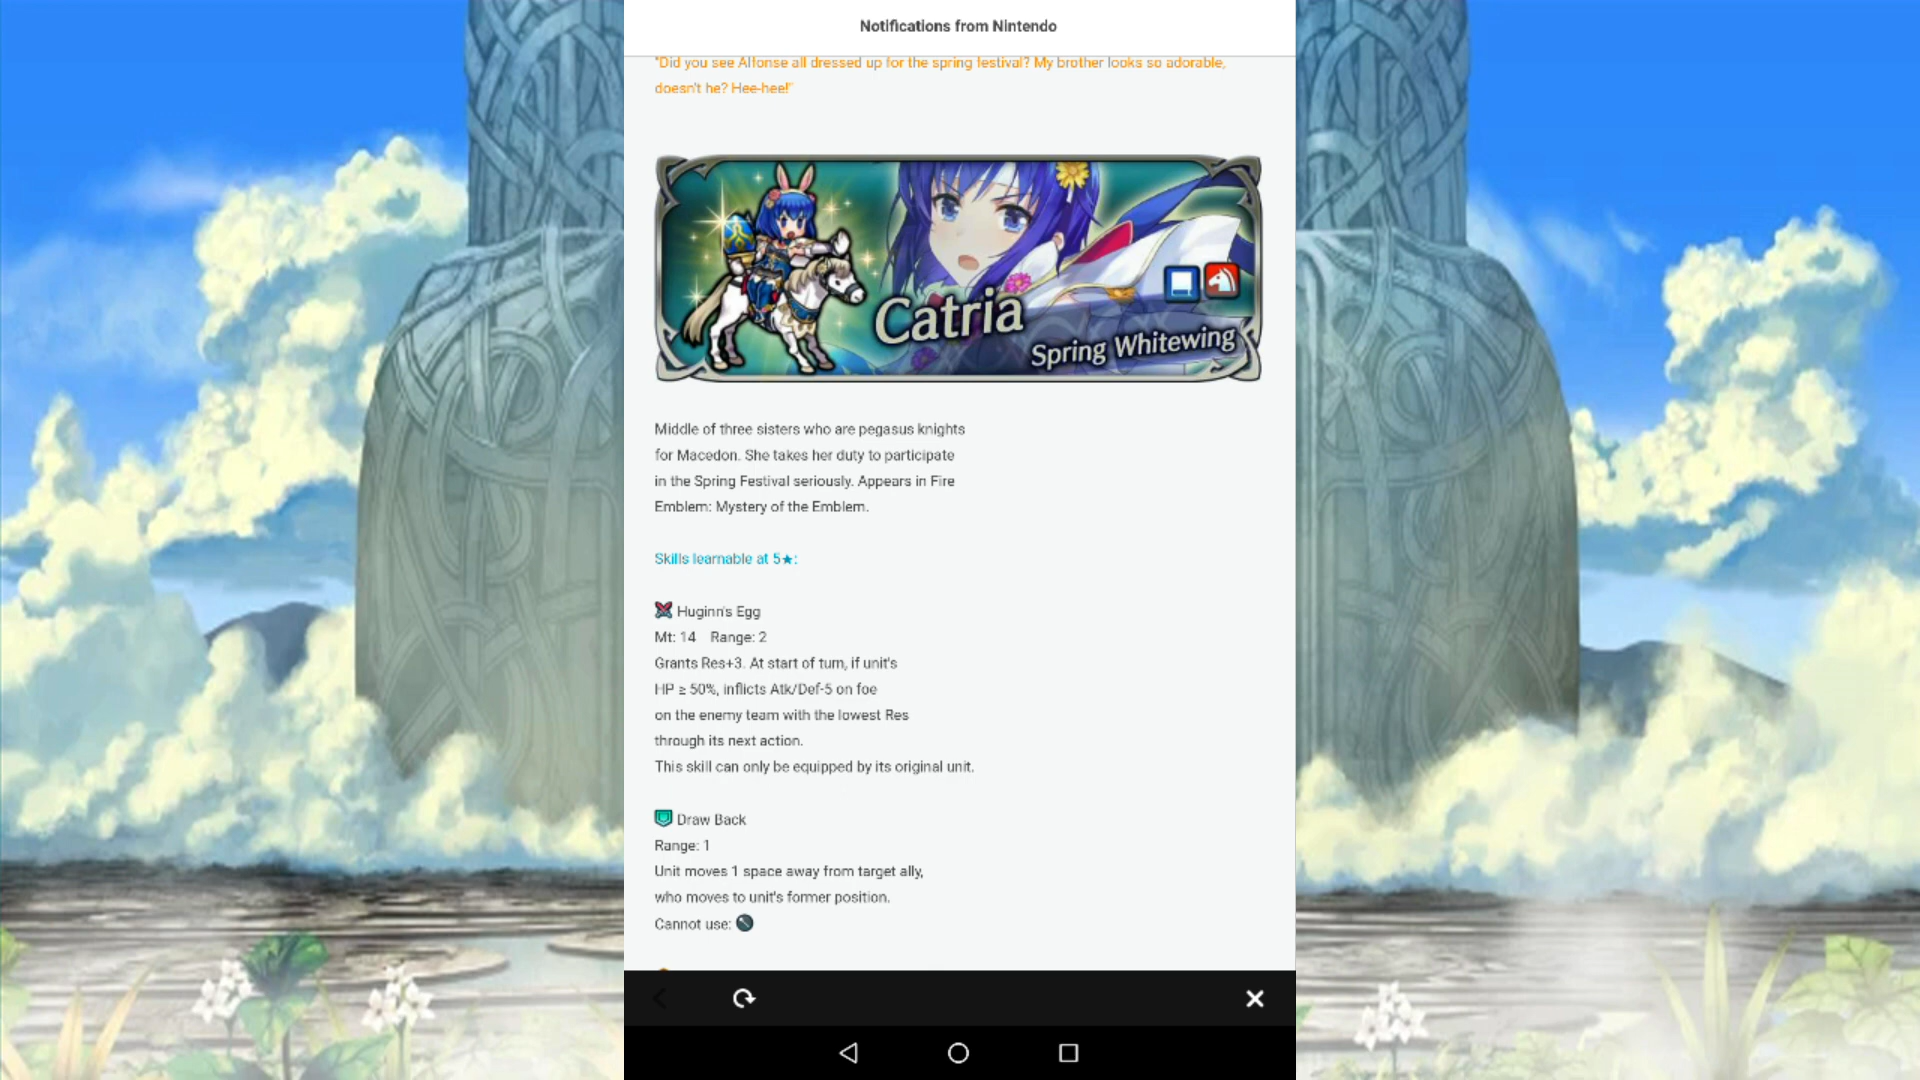 Notifications from Nintendo
"Did you see Alfonse all dressed up for the spring festival? My brother looks so adorable,
doesn't he? Hee-hee!"
Catria
Spring Whitewing
Middle of three sisters who are pegasus knights
for Macedon. She takes her duty to participate
in the Spring Festival seriously. Appears in Fire
Emblem: Mystery of the Emblem.
Skills learnable at 5★:
Huginn's Egg
Mt: 14 Range: 2
Grants Res+3. At start of turn, if unit's
HP ≥ 50%, inflicts Atk/Def-5 on foe
on the enemy team with the lowest Res
through its next action.
This skill can only be equipped by its original unit.
Draw Back
Range: 1
Unit moves 1 space away from target ally,
who moves to unit's former position.
Cannot use: